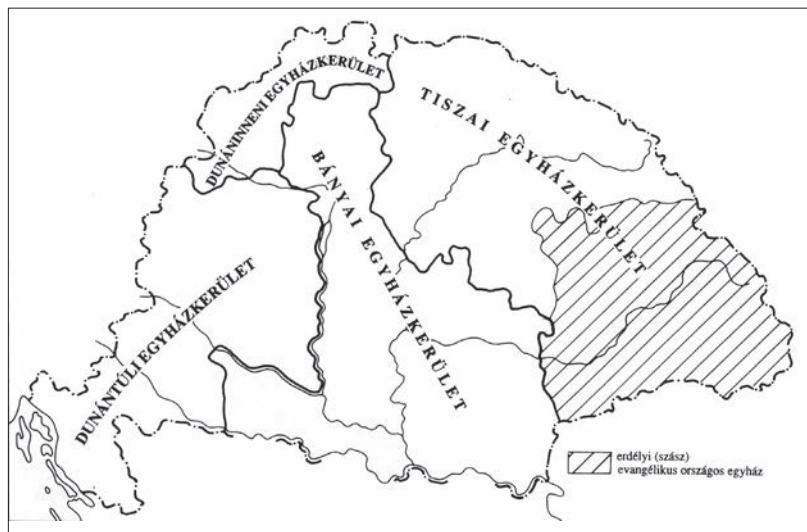 DUNÁNINNENI EGYHÁZKERÜLET
TISZAI EGYHÁZKERÜLET
BÁNYAI EGYHÁZKERÜLET
DUNÁNTÚLI EGYHÁZKERÜLET
erdélyi (szász)
evangélikus országos egyház